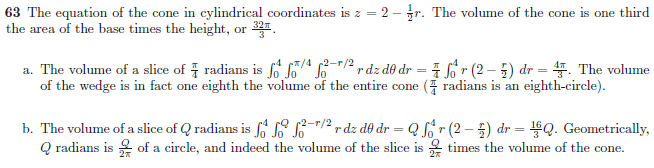 63 The equation of the cone in cylindrical coordinates is z = 2 − ½r. The volume of the cone is one third
the area of the base times the height, or 32π/3.
a. The volume of a slice of π/4 radians is ∫₀⁴ ∫₀^{π/4} ∫₀^{2−r/2} r dz dθ dr = π/4 ∫₀⁴ r (2 − r/2) dr = 4π/3. The volume
of the wedge is in fact one eighth the volume of the entire cone (π/4 radians is an eighth-circle).
b. The volume of a slice of Q radians is ∫₀⁴ ∫₀^Q ∫₀^{2−r/2} r dz dθ dr = Q ∫₀⁴ r (2 − r/2) dr = 16/3 Q. Geometrically,
Q radians is Q/2π of a circle, and indeed the volume of the slice is Q/2π times the volume of the cone.